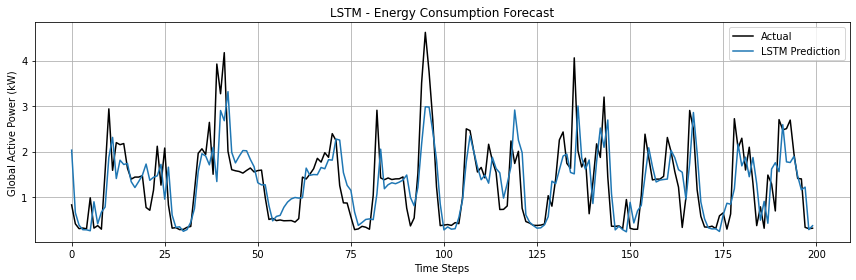 LSTM - Energy Consumption Forecast
Actual
LSTM Prediction
Global Active Power (kW)
4
3
2
1
0 25 50 75 100 125 150 175 200
Time Steps